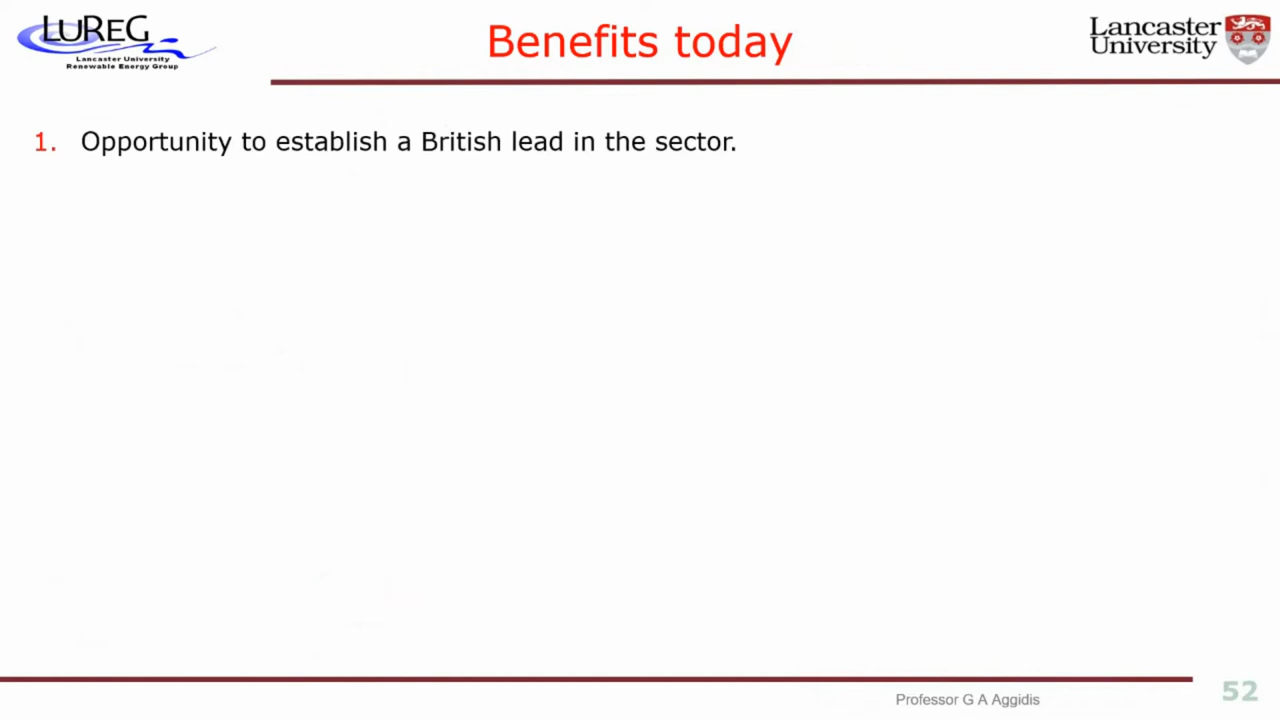 LUREG
Lancaster University
Renewable Energy Group
Benefits today
Lancaster
University
1. Opportunity to establish a British lead in the sector.
Professor G A Aggidis
52